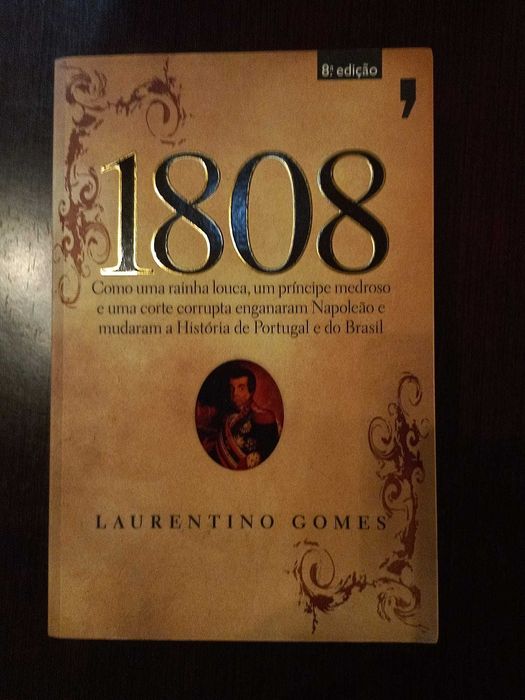 8.ª edição
1808
Como uma rainha louca, um príncipe medroso
e uma corte corrupta enganaram Napoleão e
mudaram a História de Portugal e do Brasil
LAURENTINO GOMES